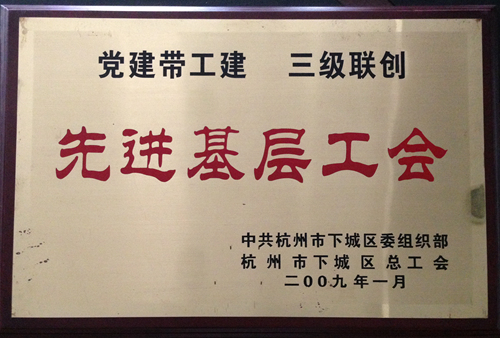 党建带工建 三级联创
先进基层工会
中共杭州市下城区委组织部
杭州市下城区总工会
二00九年一月